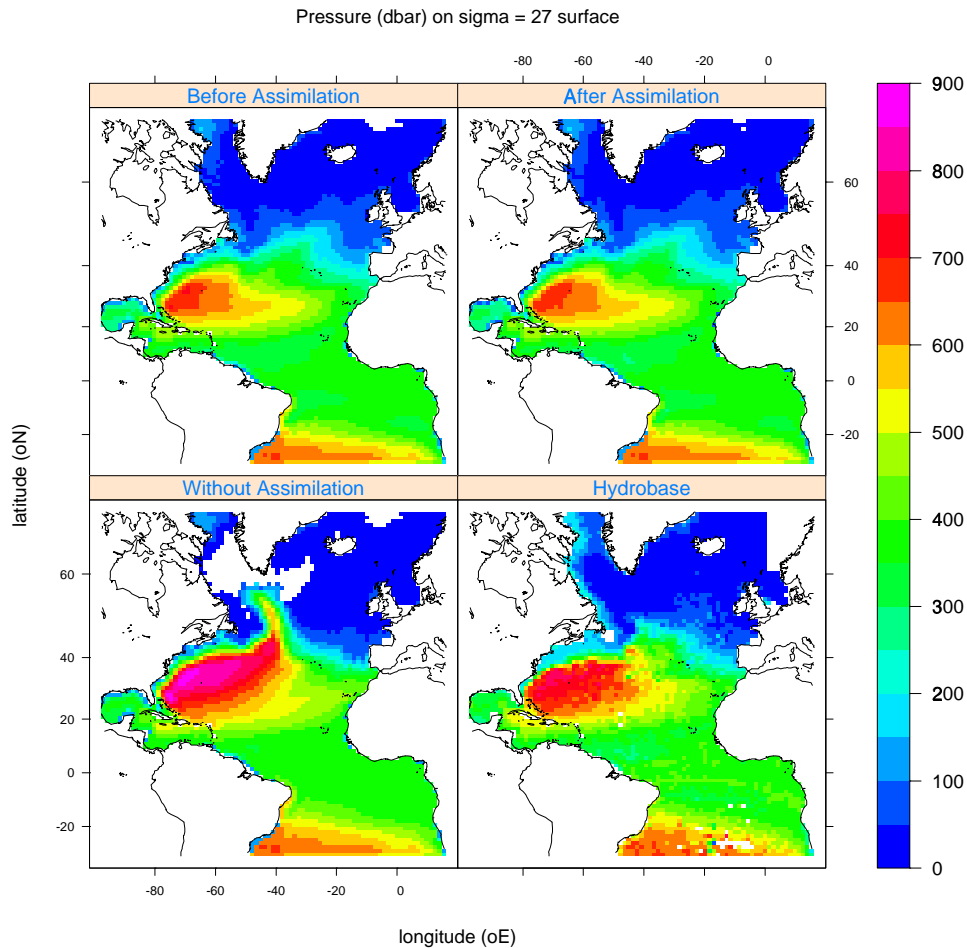 Pressure (dbar) on sigma = 27 surface
-80 -60 -40 -20 0
Before Assimilation
After Assimilation
900
800
700
600
500
400
300
200
100
0
60
40
20
0
-20
Without Assimilation
Hydrobase
60
40
20
0
-20
-80 -60 -40 -20 0
latitude (oN)
longitude (oE)